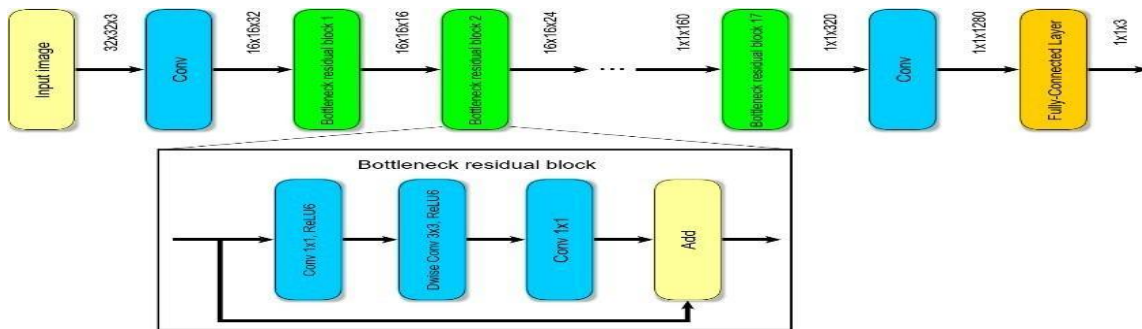 Input image
32x32x3
Conv
16x16x32
Bottleneck residual block 1
16x16x16
Bottleneck residual block 2
16x16x24
...
1x1x160
Bottleneck residual block 17
1x1x320
Conv
1x1x1280
Fully-Connected Layer
1x1x3
Bottleneck residual block
Conv 1x1, ReLU6
Dwise Conv 3x3, ReLU6
Conv 1x1
Add